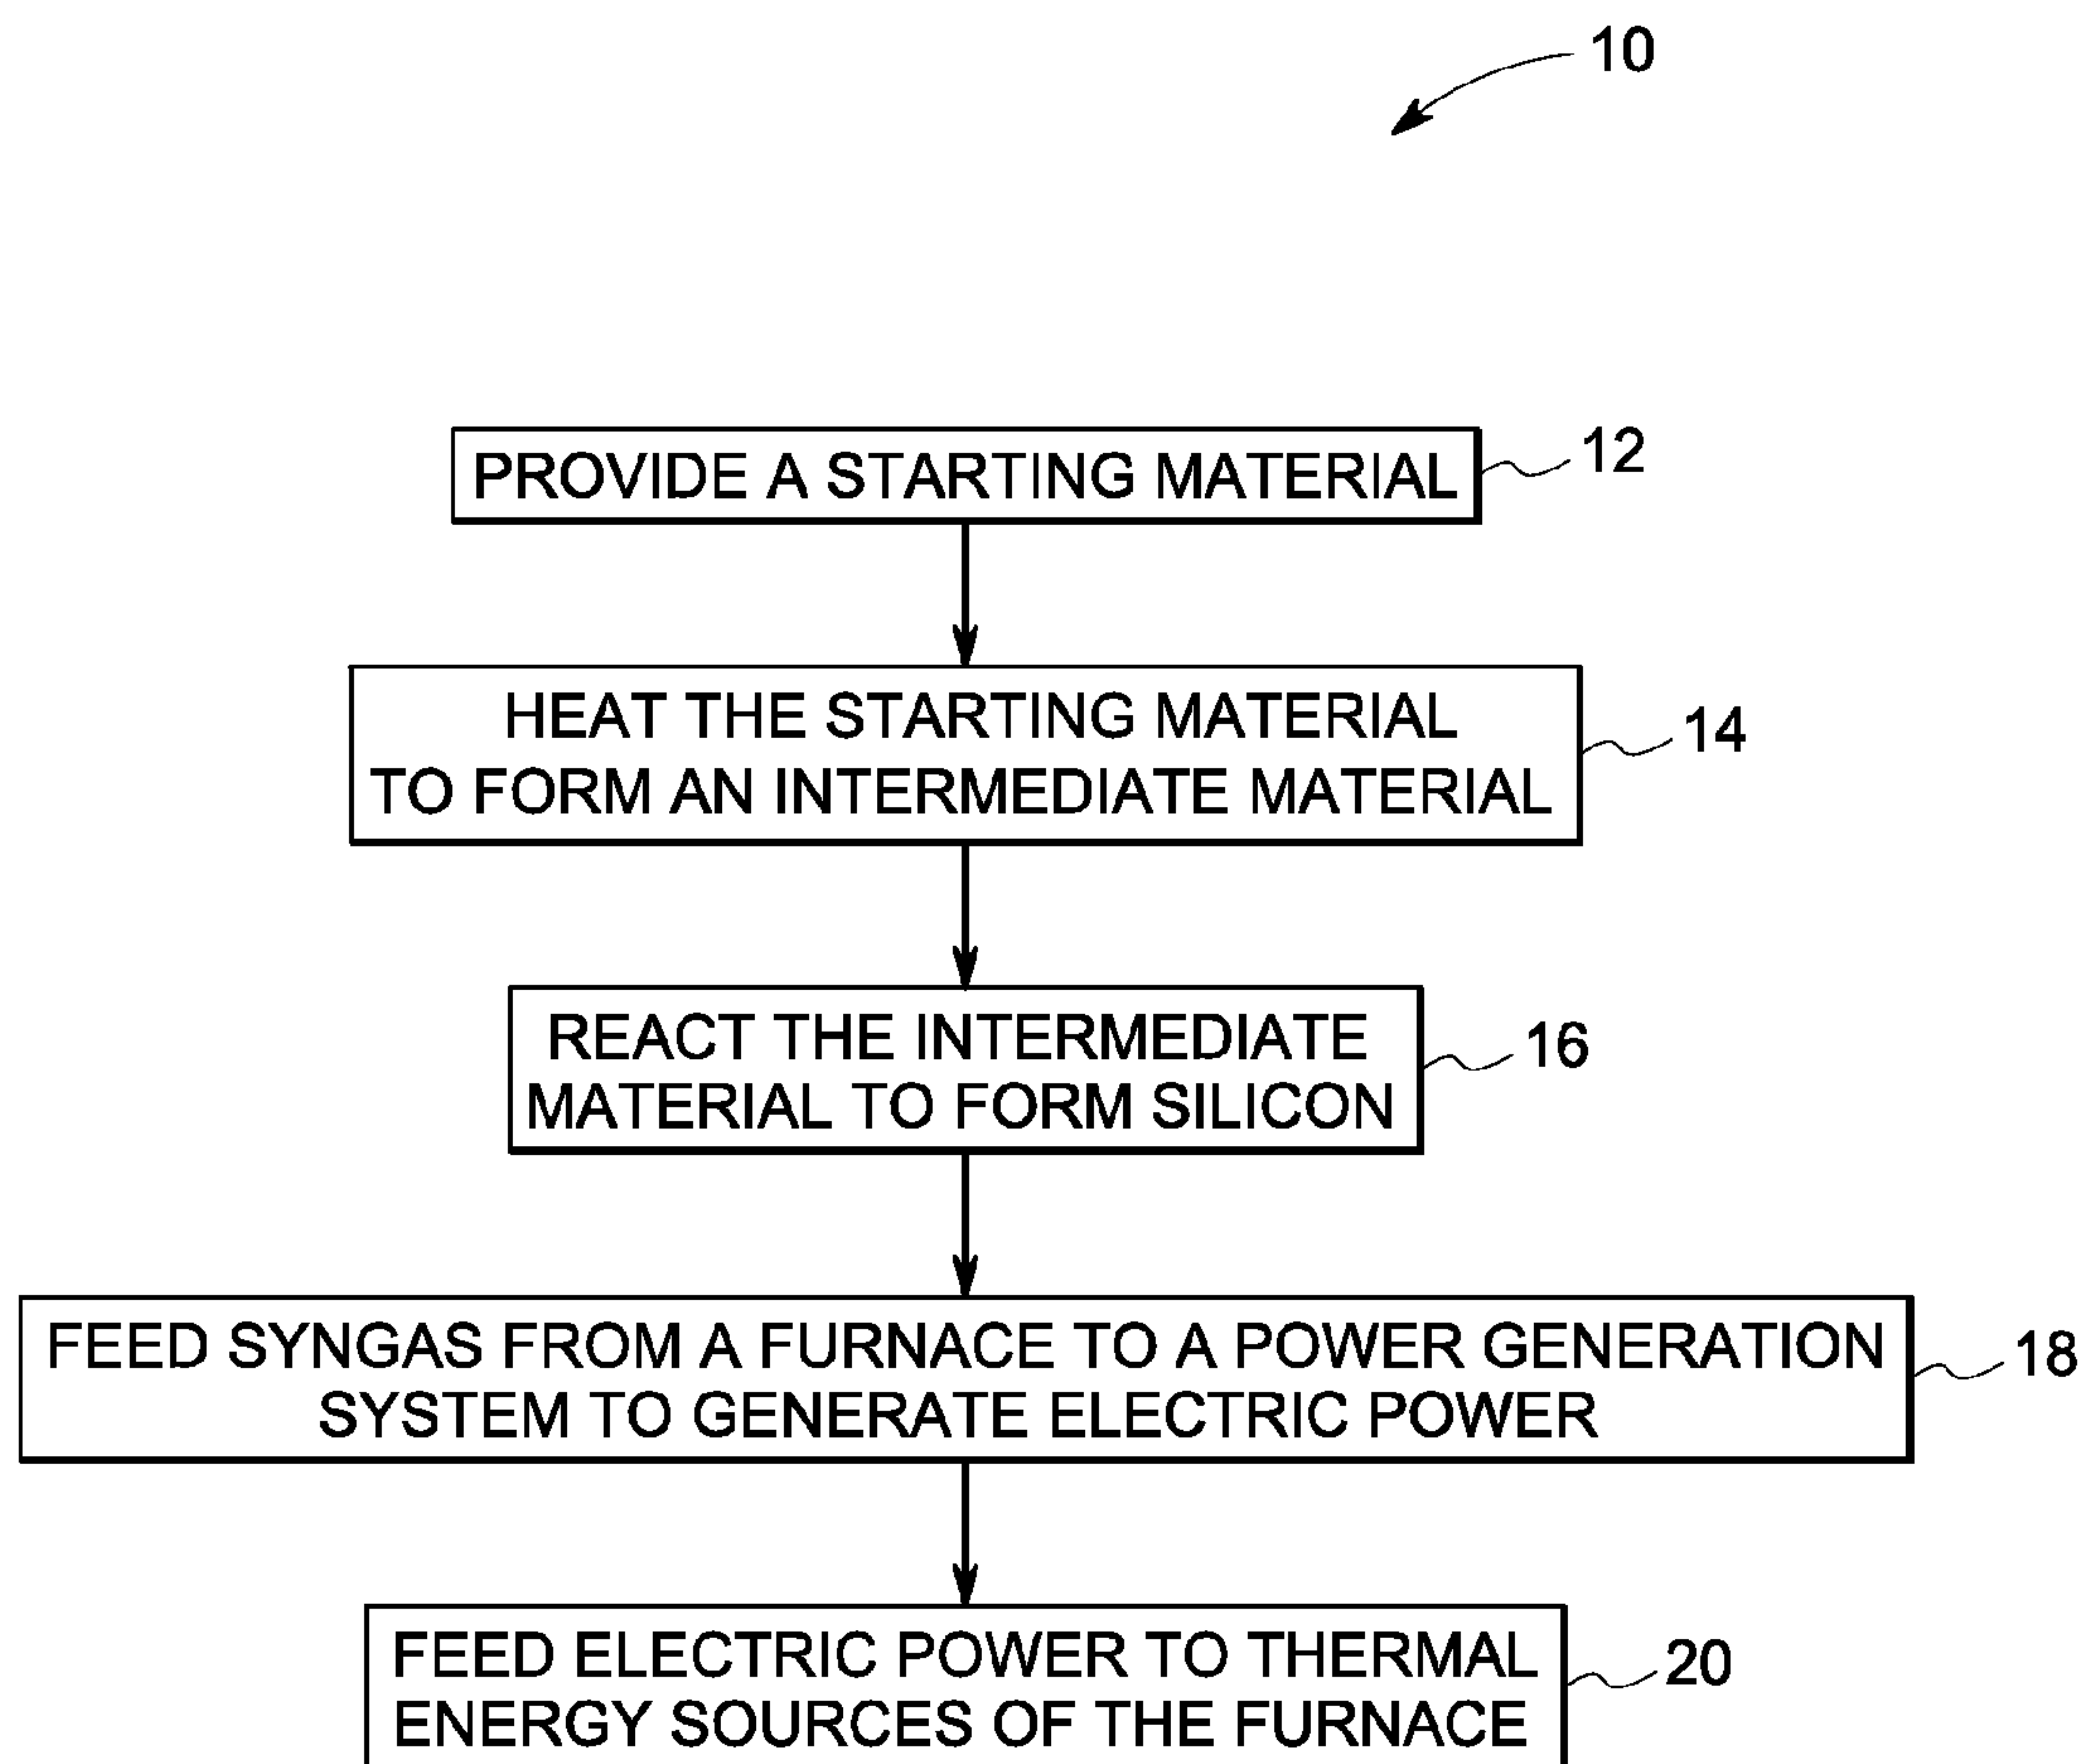 10
PROVIDE A STARTING MATERIAL
12
HEAT THE STARTING MATERIAL
TO FORM AN INTERMEDIATE MATERIAL
14
REACT THE INTERMEDIATE
MATERIAL TO FORM SILICON
16
FEED SYNGAS FROM A FURNACE TO A POWER GENERATION
SYSTEM TO GENERATE ELECTRIC POWER
18
FEED ELECTRIC POWER TO THERMAL
ENERGY SOURCES OF THE FURNACE
20